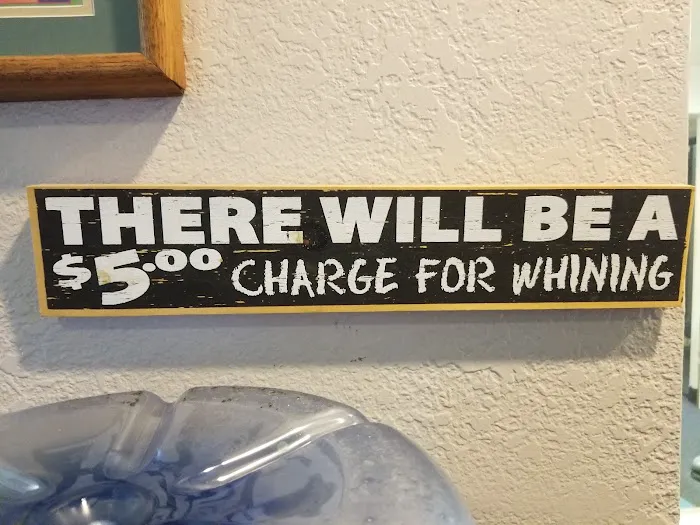 THERE WILL BE A
$5.00 CHARGE FOR WHINING